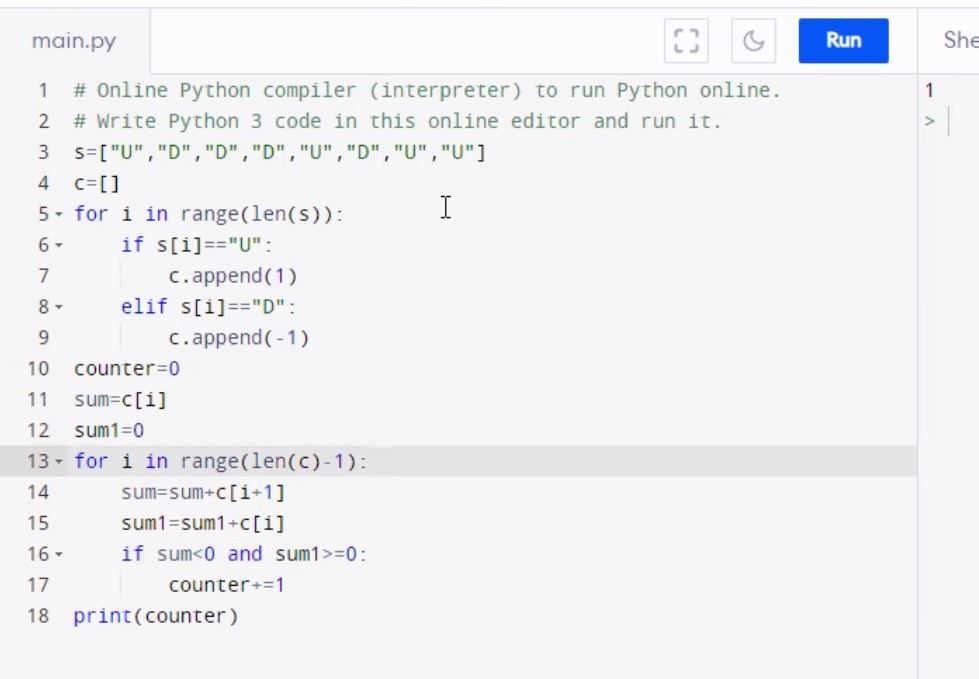 main.py
Run
She
1 # Online Python compiler (interpreter) to run Python online.
1
2 # Write Python 3 code in this online editor and run it.
>
3 s=["U","D","D","D","U","D","U","U"]
4 c=[]
5 for i in range(len(s)):
6     if s[i]=="U":
7         c.append(1)
8     elif s[i]=="D":
9         c.append(-1)
10 counter=0
11 sum=c[i]
12 sum1=0
13 for i in range(len(c)-1):
14     sum=sum+c[i+1]
15     sum1=sum1+c[i]
16     if sum<0 and sum1>=0:
17         counter+=1
18 print(counter)